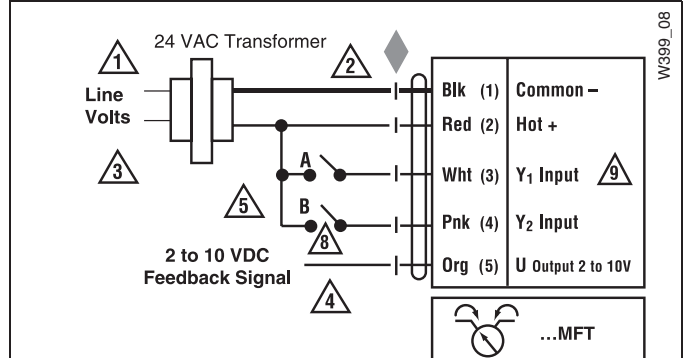 W399_08
24 VAC Transformer
1
2
Line
Volts
3
Blk (1) Common –
Red (2) Hot +
A
Wht (3) Y₁ Input
9
5
B
Pnk (4) Y₂ Input
8
2 to 10 VDC
Feedback Signal
Org (5) U Output 2 to 10V
4
...MFT